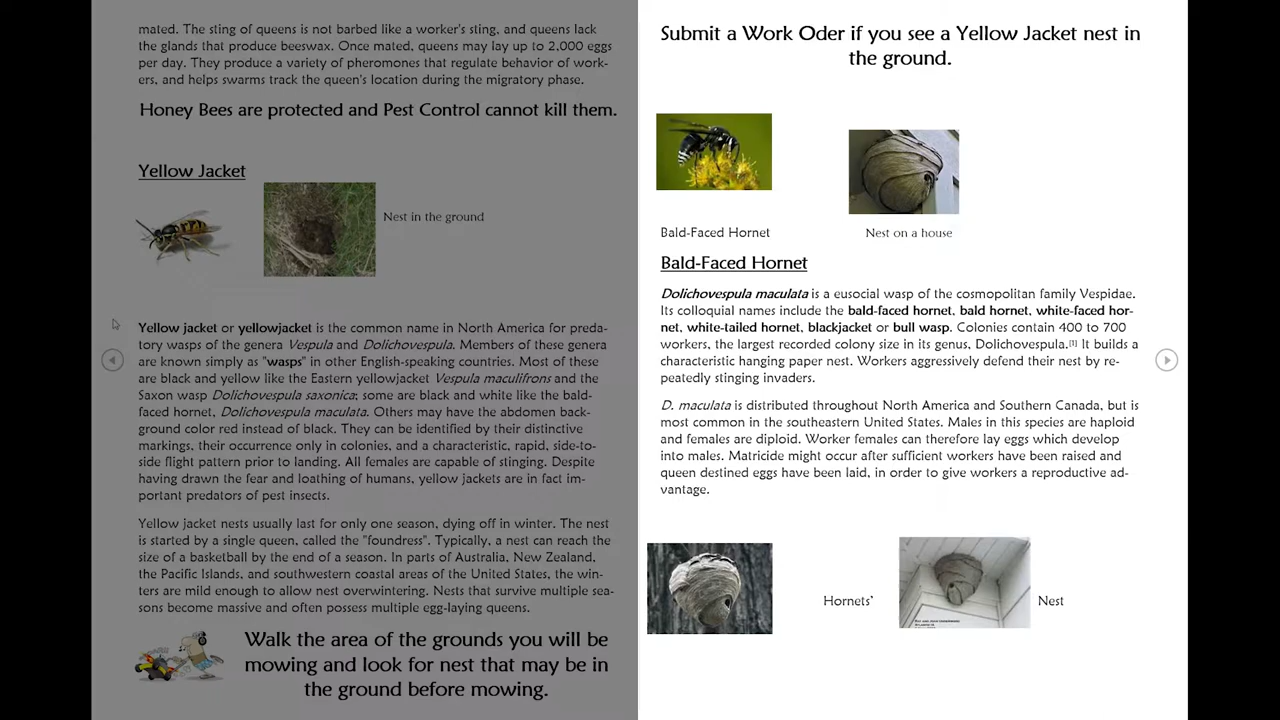 mated. The sting of queens is not barbed like a worker's sting, and queens lack
the glands that produce beeswax. Once mated, queens may lay up to 2,000 eggs
per day. They produce a variety of pheromones that regulate behavior of work-
ers, and helps swarms track the queen's location during the migratory phase.
Honey Bees are protected and Pest Control cannot kill them.
Yellow Jacket
Nest in the ground
Yellow jacket or yellowjacket is the common name in North America for preda-
tory wasps of the genera Vespula and Dolichovespula. Members of these genera
are known simply as "wasps" in other English-speaking countries. Most of these
are black and yellow like the Eastern yellowjacket Vespula maculifrons and the
Saxon wasp Dolichovespula saxonica; some are black and white like the bald-
faced hornet, Dolichovespula maculata. Others may have the abdomen back-
ground color red instead of black. They can be identified by their distinctive
markings, their occurrence only in colonies, and a characteristic, rapid, side-to-
side flight pattern prior to landing. All females are capable of stinging. Despite
having drawn the fear and loathing of humans, yellow jackets are in fact im-
portant predators of pest insects.
Yellow jacket nests usually last for only one season, dying off in winter. The nest
is started by a single queen, called the "foundress". Typically, a nest can reach the
size of a basketball by the end of a season. In parts of Australia, New Zealand,
the Pacific Islands, and southwestern coastal areas of the United States, the win-
ters are mild enough to allow nest overwintering. Nests that survive multiple sea-
sons become massive and often possess multiple egg-laying queens.
Walk the area of the grounds you will be
mowing and look for nest that may be in
the ground before mowing.
Submit a Work Oder if you see a Yellow Jacket nest in
the ground.
Bald-Faced Hornet
Nest on a house
Bald-Faced Hornet
Dolichovespula maculata is a eusocial wasp of the cosmopolitan family Vespidae.
Its colloquial names include the bald-faced hornet, bald hornet, white-faced hor-
net, white-tailed hornet, blackjacket or bull wasp. Colonies contain 400 to 700
workers, the largest recorded colony size in its genus, Dolichovespula.[1] It builds a
characteristic hanging paper nest. Workers aggressively defend their nest by re-
peatedly stinging invaders.
D. maculata is distributed throughout North America and Southern Canada, but is
most common in the southeastern United States. Males in this species are haploid
and females are diploid. Worker females can therefore lay eggs which develop
into males. Matricide might occur after sufficient workers have been raised and
queen destined eggs have been laid, in order to give workers a reproductive ad-
vantage.
Hornets'
Nest